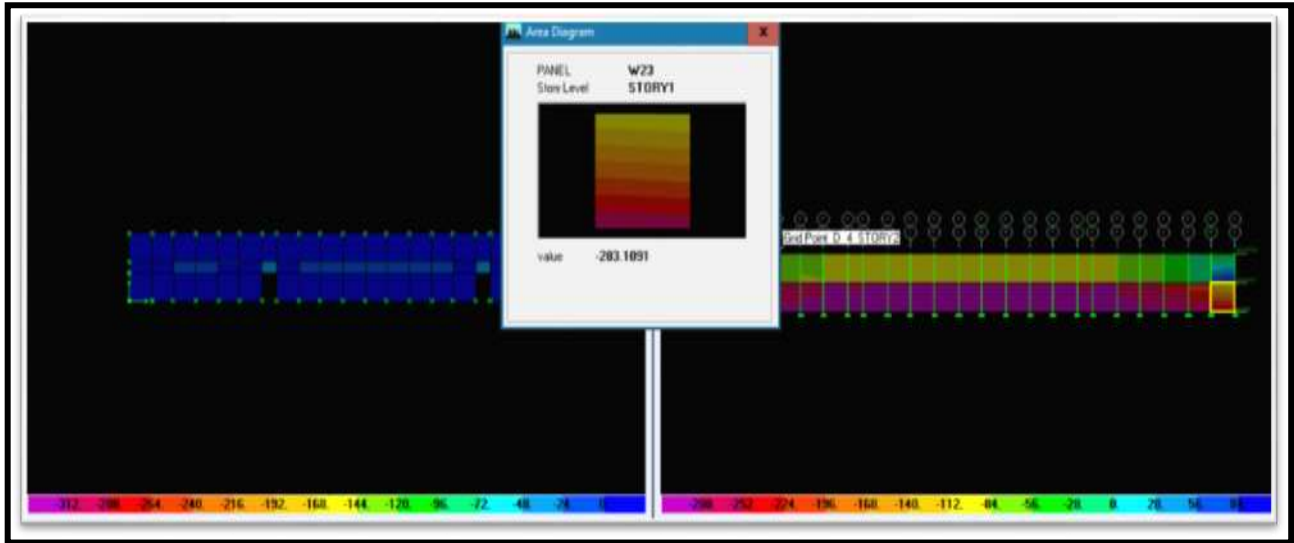 Area Diagram
X
PANEL W23
Story Level STORY1
value -203.1091
Grid Point D 4 STORY2
-312. -288. -264. -240. -216. -192. -168. -144. -120. -96. -72. -48. -24. 0.
-280. -252. -224. -196. -168. -140. -112. -84. -56. -28. 0. 28. 56.